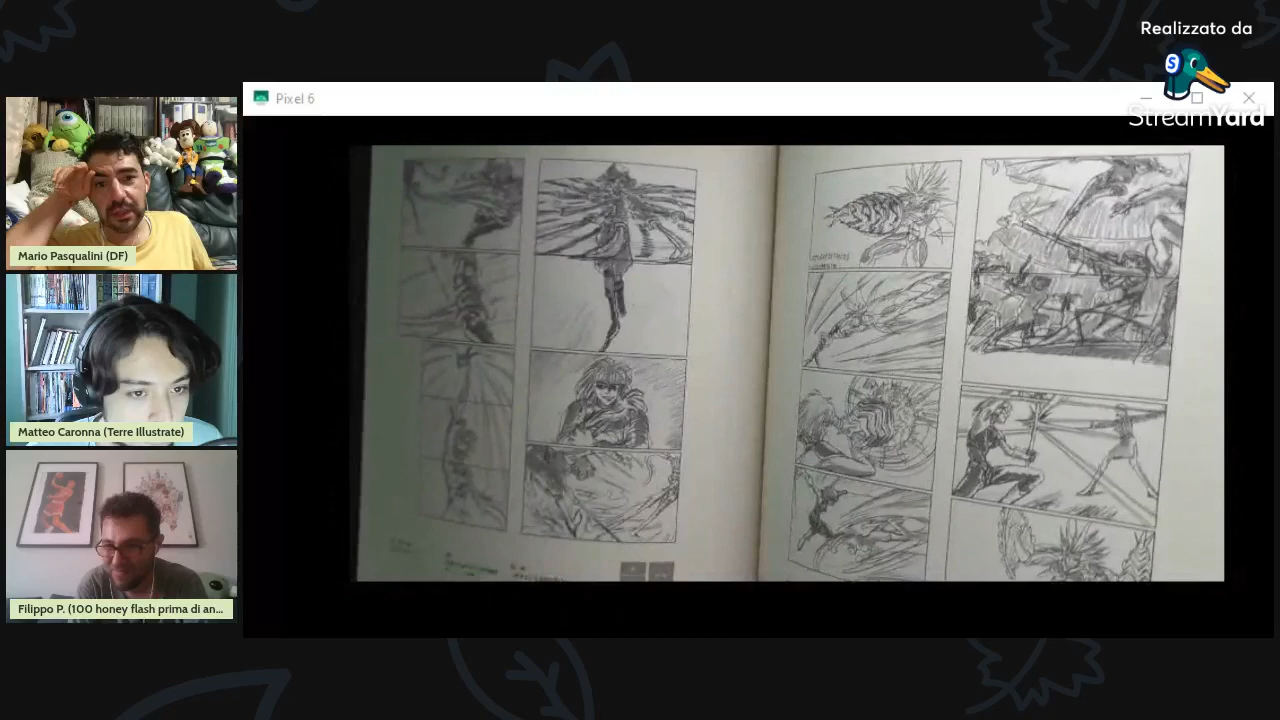 Realizzato da
S
StreamYard
Pixel 6
Mario Pasqualini (DF)
Matteo Caronna (Terre Illustrate)
Filippo P. (100 honey flash prima di an...